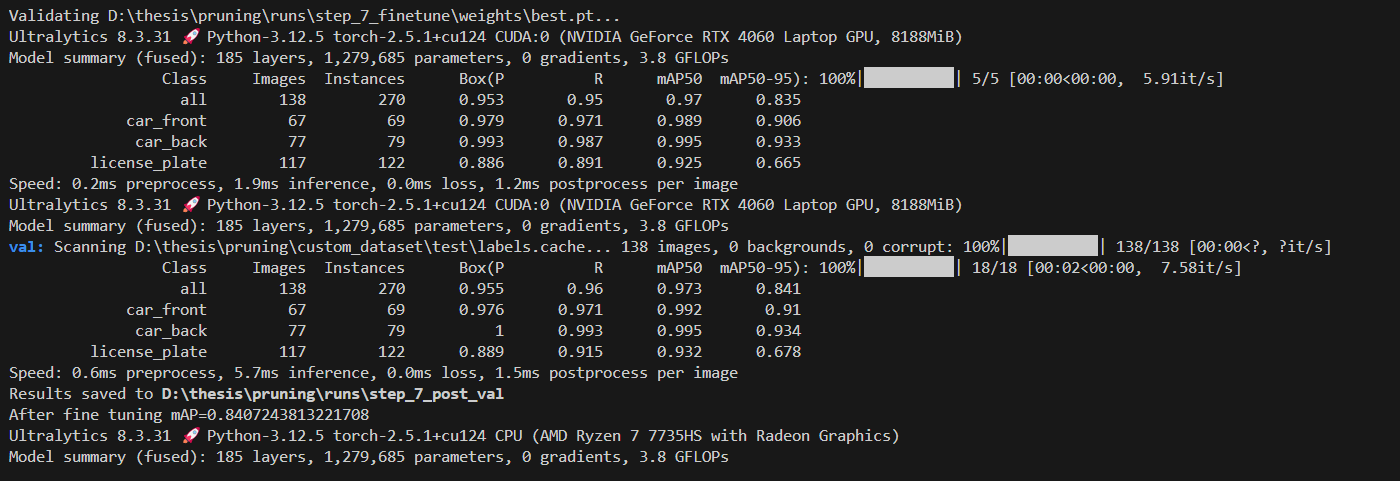 Validating D:\thesis\pruning\runs\step_7_finetune\weights\best.pt...
Ultralytics 8.3.31 🚀 Python-3.12.5 torch-2.5.1+cu124 CUDA:0 (NVIDIA GeForce RTX 4060 Laptop GPU, 8188MiB)
Model summary (fused): 185 layers, 1,279,685 parameters, 0 gradients, 3.8 GFLOPs
Class Images Instances Box(P R mAP50 mAP50-95): 100%|██████████| 5/5 [00:00<00:00, 5.91it/s]
all 138 270 0.953 0.95 0.97 0.835
car_front 67 69 0.979 0.971 0.989 0.906
car_back 77 79 0.993 0.987 0.995 0.933
license_plate 117 122 0.886 0.891 0.925 0.665
Speed: 0.2ms preprocess, 1.9ms inference, 0.0ms loss, 1.2ms postprocess per image
Ultralytics 8.3.31 🚀 Python-3.12.5 torch-2.5.1+cu124 CUDA:0 (NVIDIA GeForce RTX 4060 Laptop GPU, 8188MiB)
Model summary (fused): 185 layers, 1,279,685 parameters, 0 gradients, 3.8 GFLOPs
val: Scanning D:\thesis\pruning\custom_dataset\test\labels.cache... 138 images, 0 backgrounds, 0 corrupt: 100%|██████████| 138/138 [00:00<?, ?it/s]
Class Images Instances Box(P R mAP50 mAP50-95): 100%|██████████| 18/18 [00:02<00:00, 7.58it/s]
all 138 270 0.955 0.96 0.973 0.841
car_front 67 69 0.976 0.971 0.992 0.91
car_back 77 79 1 0.993 0.995 0.934
license_plate 117 122 0.889 0.915 0.932 0.678
Speed: 0.6ms preprocess, 5.7ms inference, 0.0ms loss, 1.5ms postprocess per image
Results saved to D:\thesis\pruning\runs\step_7_post_val
After fine tuning mAP=0.8407243813221708
Ultralytics 8.3.31 🚀 Python-3.12.5 torch-2.5.1+cu124 CPU (AMD Ryzen 7 7735HS with Radeon Graphics)
Model summary (fused): 185 layers, 1,279,685 parameters, 0 gradients, 3.8 GFLOPs